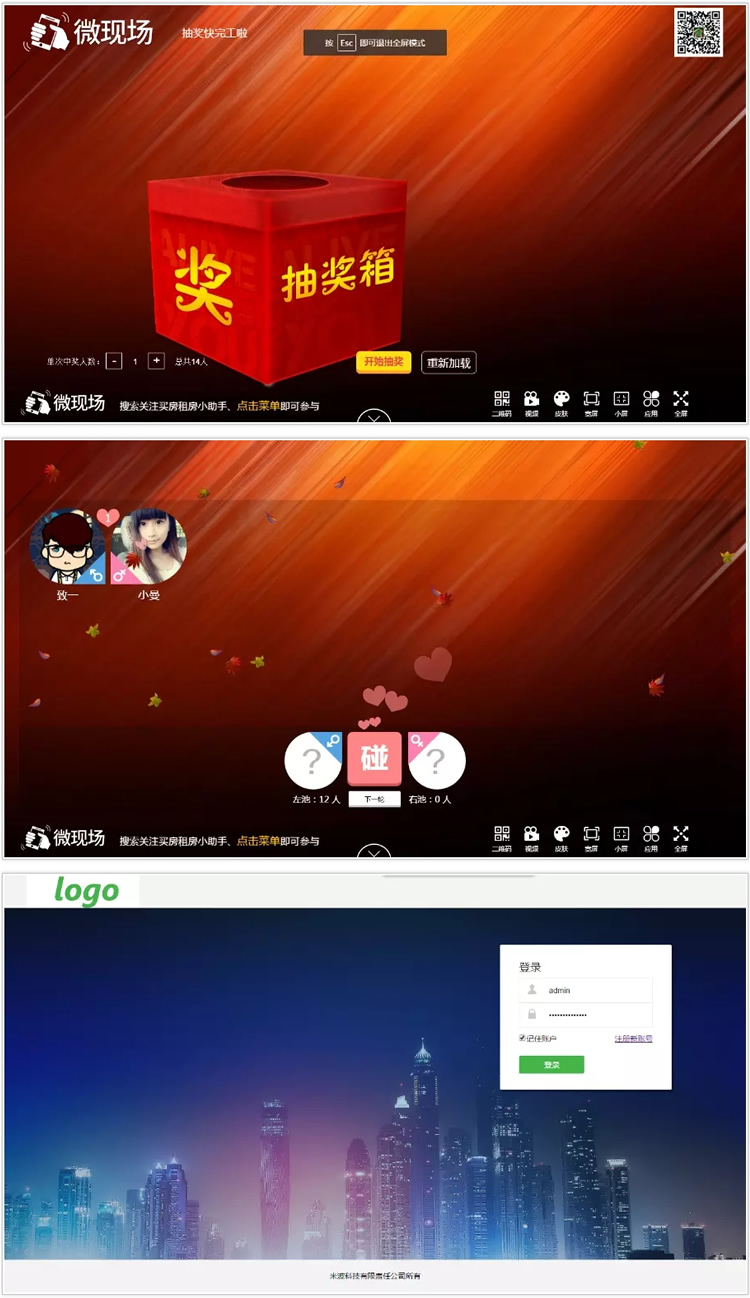 微现场
抽奖快完工啦
按 Esc 即可退出全屏模式
奖
抽奖箱
单次中奖人数： - 1 + 总共14人
开始抽奖
重新加载
微现场
搜索关注买房租房小助手、点击菜单即可参与
二维码 视频 皮肤 宽屏 小屏 应用 全屏
1
致一
小曼
?
碰
?
左池：12 人
下一轮
右池：0 人
微现场
搜索关注买房租房小助手、点击菜单即可参与
二维码 视频 皮肤 宽屏 小屏 应用 全屏
logo
登录
admin
••••••••••••••
记住账户
注册新账号
登录
米波科技有限责任公司所有